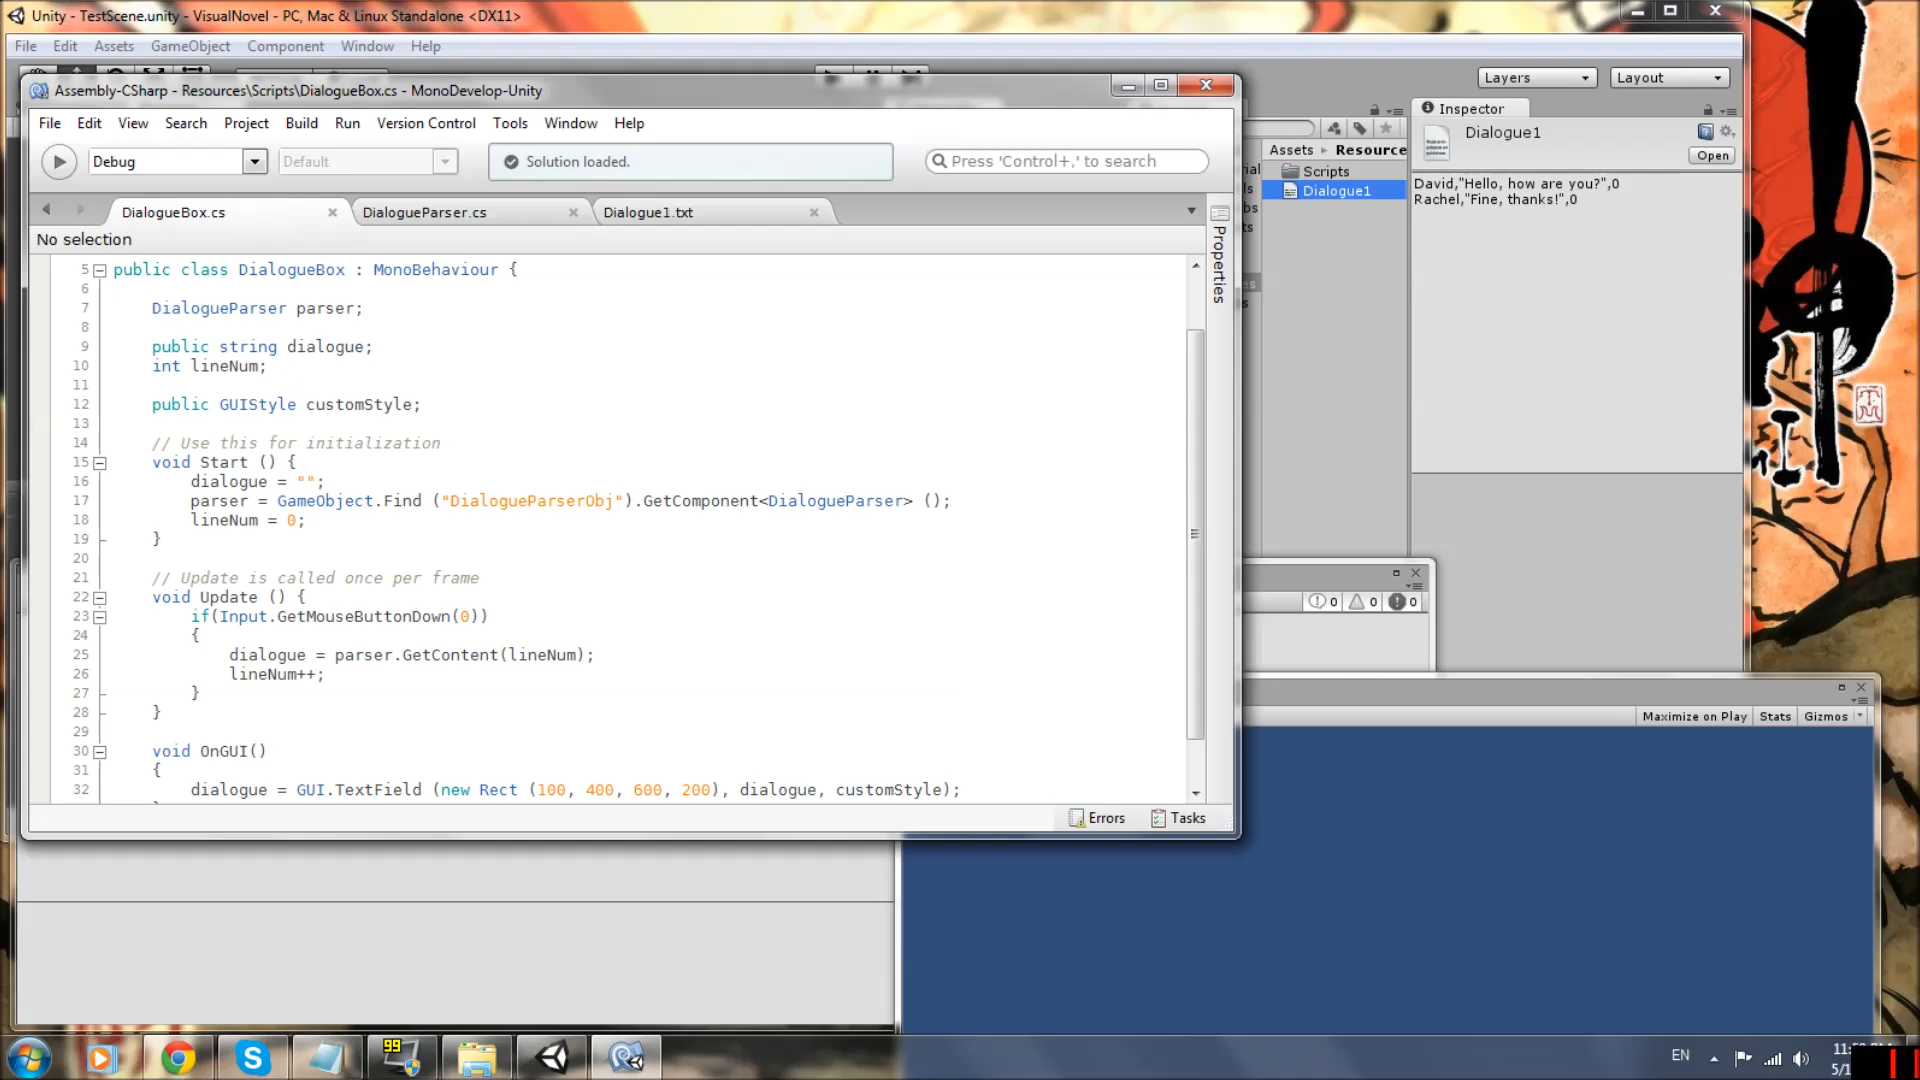 Unity - TestScene.unity - VisualNovel - PC, Mac & Linux Standalone <DX11>
File Edit Assets GameObject Component Window Help
Layers Layout
Assembly-CSharp - Resources\Scripts\DialogueBox.cs - MonoDevelop-Unity
File Edit View Search Project Build Run Version Control Tools Window Help
Debug Default Solution loaded. Press 'Control+,' to search
DialogueBox.cs DialogueParser.cs Dialogue1.txt
No selection
Properties
5 public class DialogueBox : MonoBehaviour {
6
7 DialogueParser parser;
8
9 public string dialogue;
10 int lineNum;
11
12 public GUIStyle customStyle;
13
14 // Use this for initialization
15 void Start () {
16 dialogue = "";
17 parser = GameObject.Find ("DialogueParserObj").GetComponent<DialogueParser> ();
18 lineNum = 0;
19 }
20
21 // Update is called once per frame
22 void Update () {
23 if(Input.GetMouseButtonDown(0))
24 {
25 dialogue = parser.GetContent(lineNum);
26 lineNum++;
27 }
28 }
29
30 void OnGUI()
31 {
32 dialogue = GUI.TextField (new Rect (100, 400, 600, 200), dialogue, customStyle);
Errors Tasks
Assets Resource
Scripts
Dialogue1
Inspector
Dialogue1
Open
David,"Hello, how are you?",0
Rachel,"Fine, thanks!",0
0 0 0
Maximize on Play Stats Gizmos
99
EN